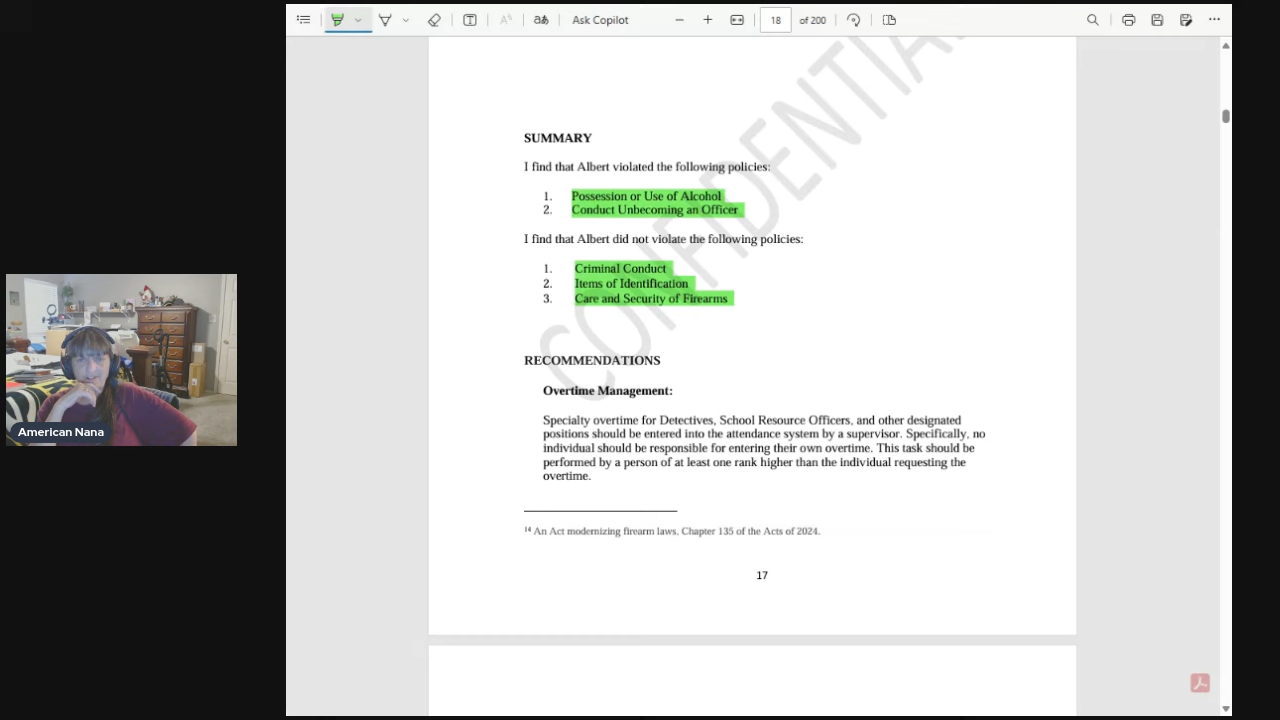 Ask Copilot
18 of 200
CONFIDENTIA
SUMMARY
I find that Albert violated the following policies:
1. Possession or Use of Alcohol
2. Conduct Unbecoming an Officer
I find that Albert did not violate the following policies:
1. Criminal Conduct
2. Items of Identification
3. Care and Security of Firearms
RECOMMENDATIONS
Overtime Management:
Specialty overtime for Detectives, School Resource Officers, and other designated
positions should be entered into the attendance system by a supervisor. Specifically, no
individual should be responsible for entering their own overtime. This task should be
performed by a person of at least one rank higher than the individual requesting the
overtime.
14 An Act modernizing firearm laws, Chapter 135 of the Acts of 2024.
17
American Nana